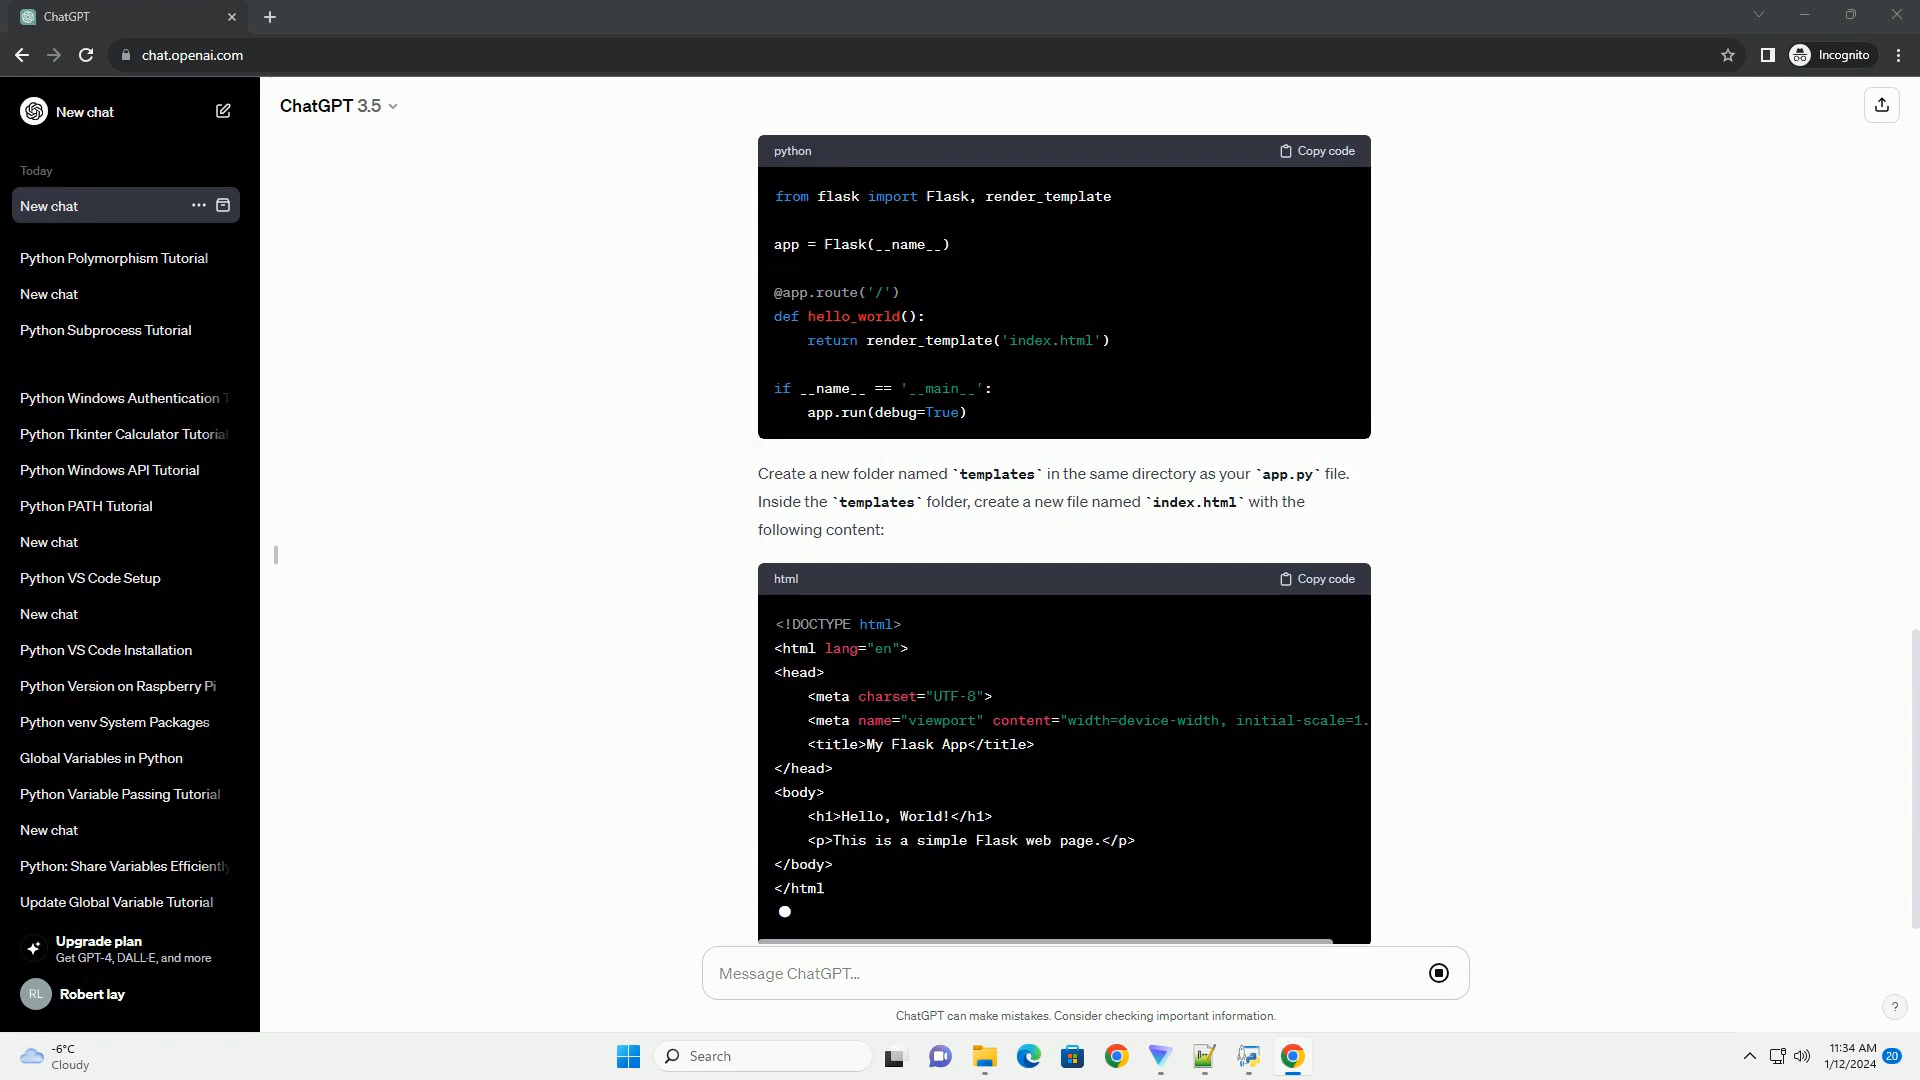 ChatGPT
chat.openai.com
Incognito
New chat
Today
New chat
Python Polymorphism Tutorial
New chat
Python Subprocess Tutorial
Python Windows Authentication T
Python Tkinter Calculator Tutorial
Python Windows API Tutorial
Python PATH Tutorial
New chat
Python VS Code Setup
New chat
Python VS Code Installation
Python Version on Raspberry Pi
Python venv System Packages
Global Variables in Python
Python Variable Passing Tutorial
New chat
Python: Share Variables Efficiently
Update Global Variable Tutorial
Upgrade plan
Get GPT-4, DALL·E, and more
RL Robert lay
ChatGPT 3.5
python Copy code
from flask import Flask, render_template
app = Flask(__name__)
@app.route('/')
def hello_world():
    return render_template('index.html')
if __name__ == '__main__':
    app.run(debug=True)
Create a new folder named `templates` in the same directory as your `app.py` file.
Inside the `templates` folder, create a new file named `index.html` with the
following content:
html Copy code
<!DOCTYPE html>
<html lang="en">
<head>
    <meta charset="UTF-8">
    <meta name="viewport" content="width=device-width, initial-scale=1.
    <title>My Flask App</title>
</head>
<body>
    <h1>Hello, World!</h1>
    <p>This is a simple Flask web page.</p>
</body>
</html
Message ChatGPT...
ChatGPT can make mistakes. Consider checking important information.
?
-6°C
Cloudy
Search
11:34 AM
1/12/2024
20